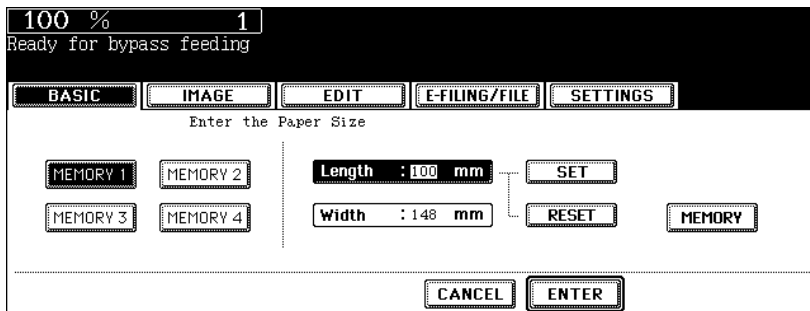 100 % 1
Ready for bypass feeding
BASIC IMAGE EDIT E-FILING/FILE SETTINGS
Enter the Paper Size
MEMORY 1 MEMORY 2 Length :100 mm SET
MEMORY 3 MEMORY 4 Width :148 mm RESET MEMORY
CANCEL ENTER